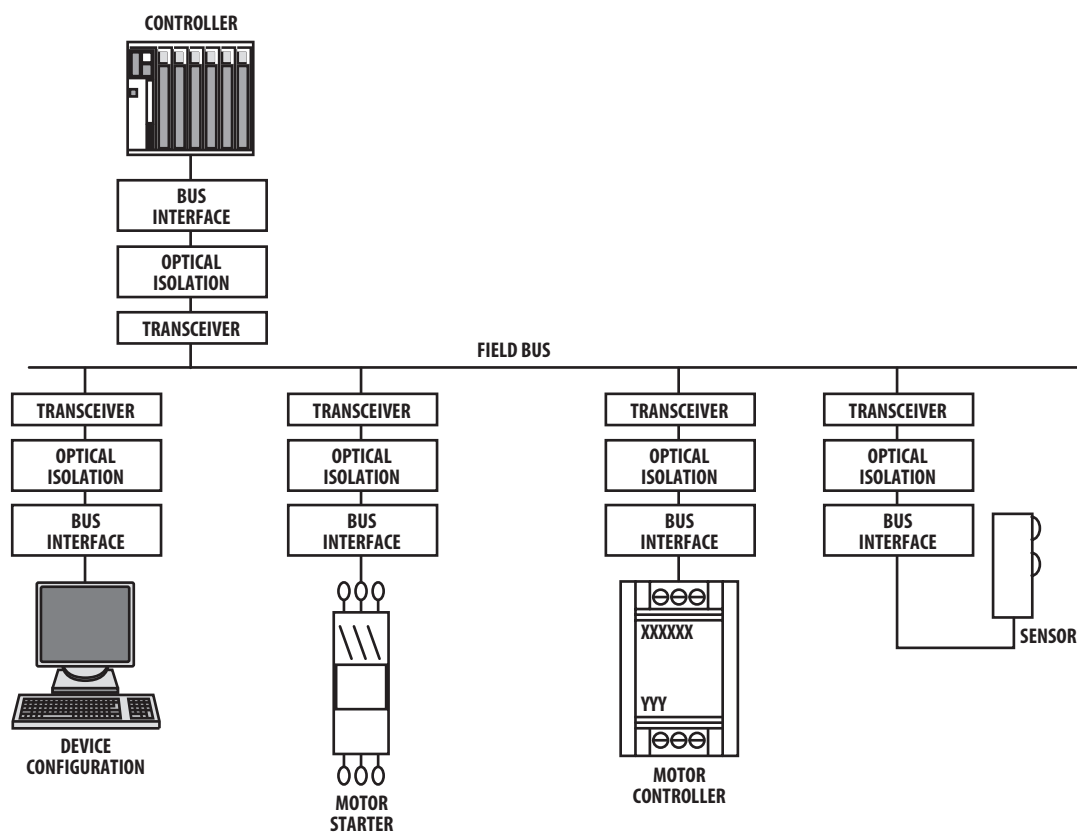 CONTROLLER
BUS
INTERFACE
OPTICAL
ISOLATION
TRANSCEIVER
FIELD BUS
TRANSCEIVER
OPTICAL
ISOLATION
BUS
INTERFACE
DEVICE
CONFIGURATION
TRANSCEIVER
OPTICAL
ISOLATION
BUS
INTERFACE
MOTOR
STARTER
TRANSCEIVER
OPTICAL
ISOLATION
BUS
INTERFACE
XXXXXX
YYY
MOTOR
CONTROLLER
TRANSCEIVER
OPTICAL
ISOLATION
BUS
INTERFACE
SENSOR